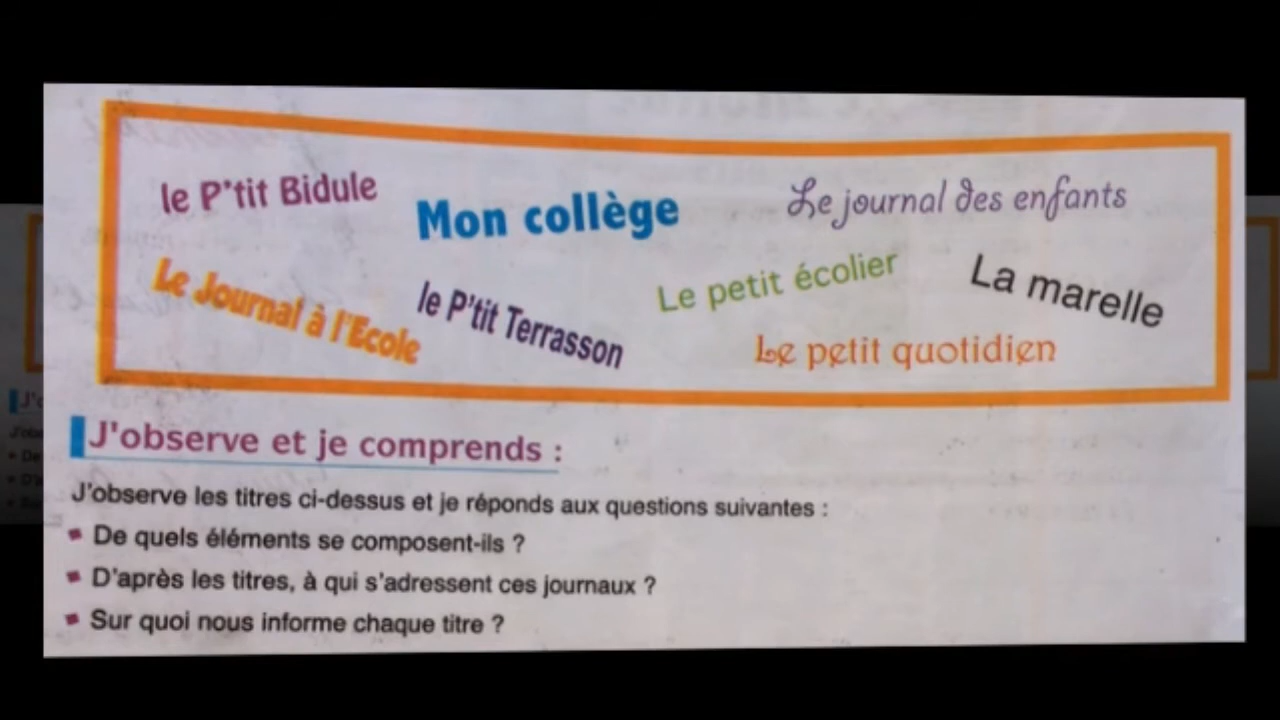 le P'tit Bidule
Mon collège
Le journal des enfants
Le Journal à l'Ecole
le P'tit Terrasson
Le petit écolier
La marelle
Le petit quotidien
J'observe et je comprends :
J'observe les titres ci-dessus et je réponds aux questions suivantes :
De quels éléments se composent-ils ?
D'après les titres, à qui s'adressent ces journaux ?
Sur quoi nous informe chaque titre ?